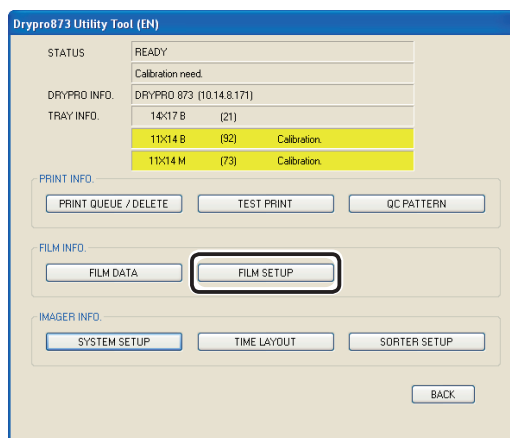 Drypro873 Utility Tool (EN)
STATUS READY
Calibration need.
DRYPRO INFO. DRYPRO 873 (10.14.8.171)
TRAY INFO. 14X17 B (21)
11X14 B (92) Calibration.
11X14 M (73) Calibration.
PRINT INFO.
PRINT QUEUE / DELETE TEST PRINT QC PATTERN
FILM INFO.
FILM DATA FILM SETUP
IMAGER INFO.
SYSTEM SETUP TIME LAYOUT SORTER SETUP
BACK